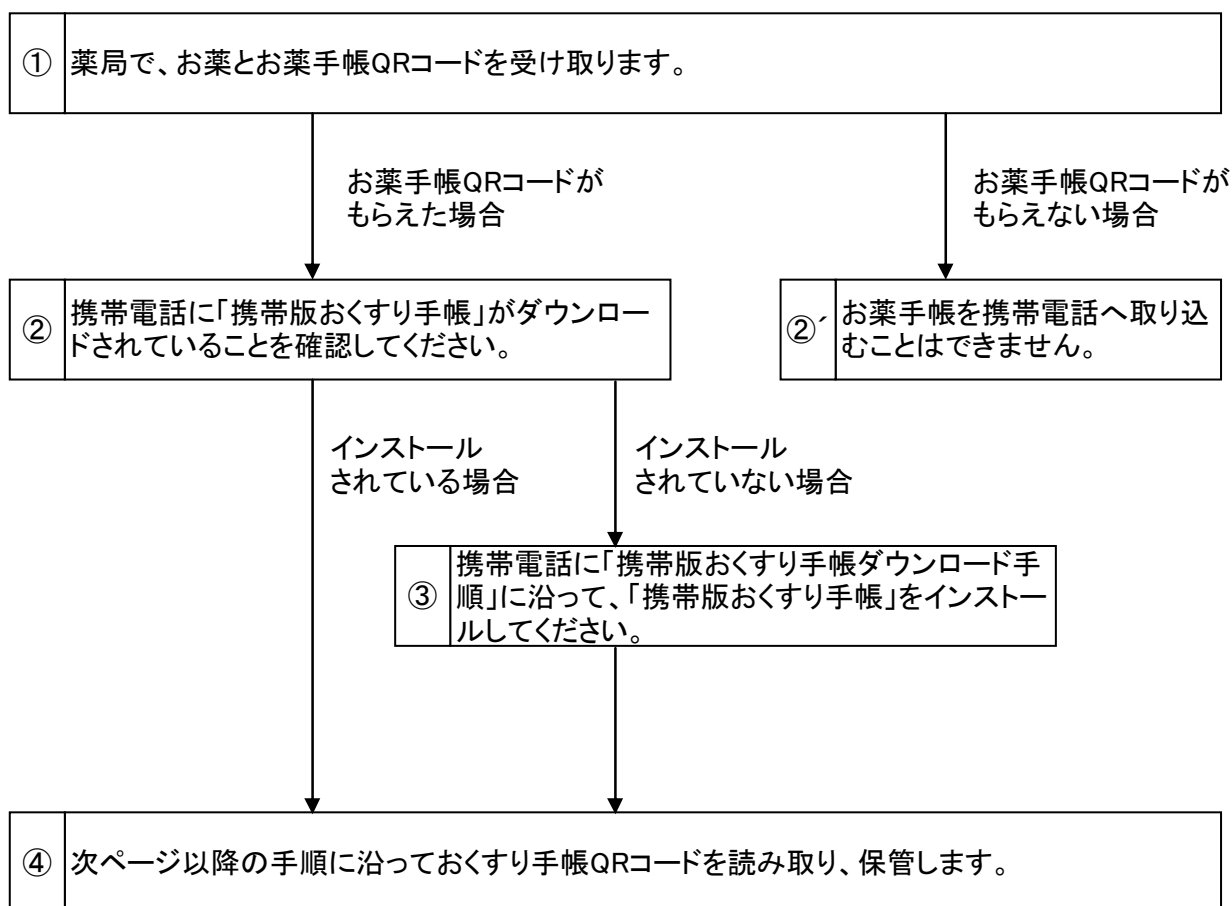 ① 薬局で、お薬とお薬手帳QRコードを受け取ります。
お薬手帳QRコードが
もらえた場合
お薬手帳QRコードが
もらえない場合
② 携帯電話に「携帯版おくすり手帳」がダウンロー
ドされていることを確認してください。
②´ お薬手帳を携帯電話へ取り込
むことはできません。
インストール
されている場合
インストール
されていない場合
③ 携帯電話に「携帯版おくすり手帳ダウンロード手
順」に沿って、「携帯版おくすり手帳」をインストー
ルしてください。
④ 次ページ以降の手順に沿っておくすり手帳QRコードを読み取り、保管します。